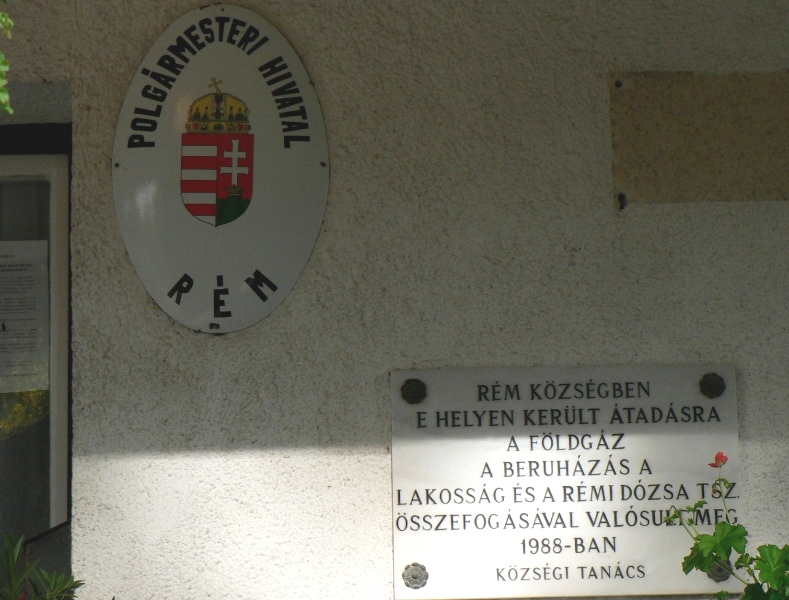 POLGÁRMESTERI HIVATAL
RÉM
RÉM KÖZSÉGBEN
E HELYEN KERÜLT ÁTADÁSRA
A FÖLDGÁZ
A BERUHÁZÁS A
LAKOSSÁG ÉS A RÉMI DÓZSA TSZ.
ÖSSZEFOGÁSÁVAL VALÓSULT MEG
1988-BAN
KÖZSÉGI TANÁCS